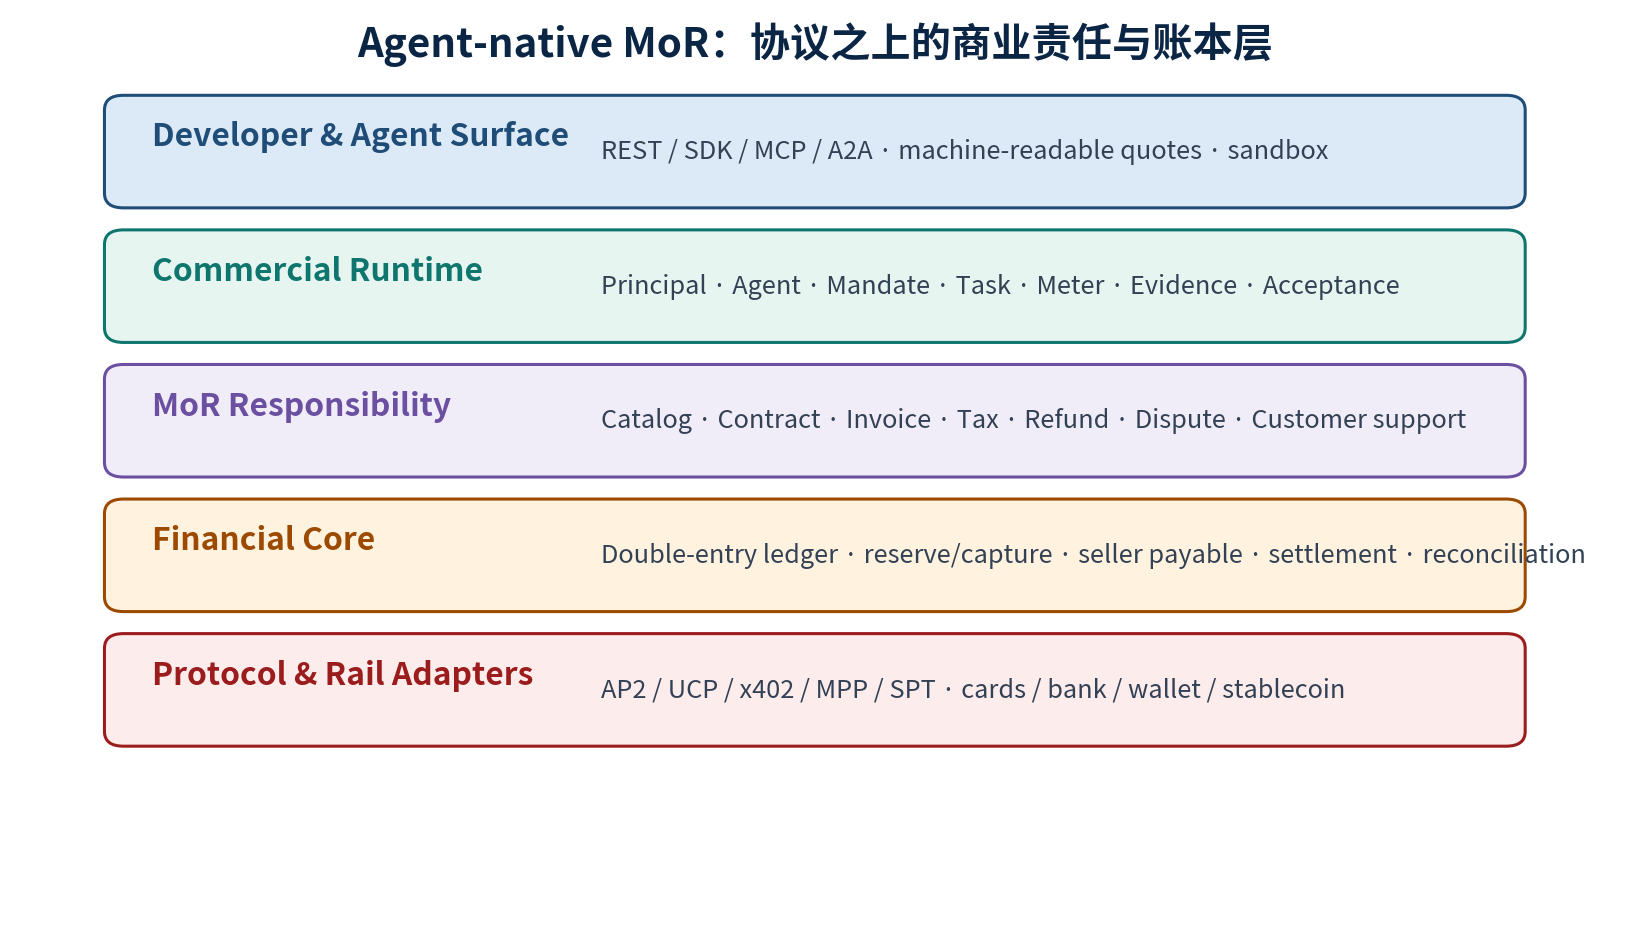 Agent-native MoR：协议之上的商业责任与账本层
Developer & Agent Surface
REST / SDK / MCP / A2A · machine-readable quotes · sandbox
Commercial Runtime
Principal · Agent · Mandate · Task · Meter · Evidence · Acceptance
MoR Responsibility
Catalog · Contract · Invoice · Tax · Refund · Dispute · Customer support
Financial Core
Double-entry ledger · reserve/capture · seller payable · settlement · reconciliation
Protocol & Rail Adapters
AP2 / UCP / x402 / MPP / SPT · cards / bank / wallet / stablecoin